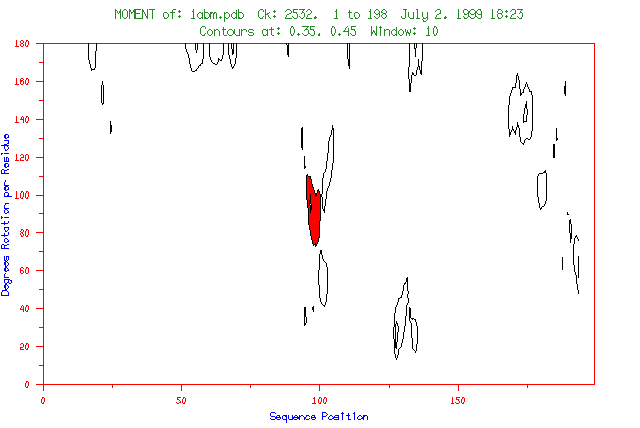 MOMENT of: 1abm.pdb Ck: 2532, 1 to 198 July 2, 1999 18:23
Contours at: 0.35, 0.45 Window: 10
180
160
140
120
100
80
60
40
20
0
Degrees Rotation per Residue
0 50 100 150
Sequence Position